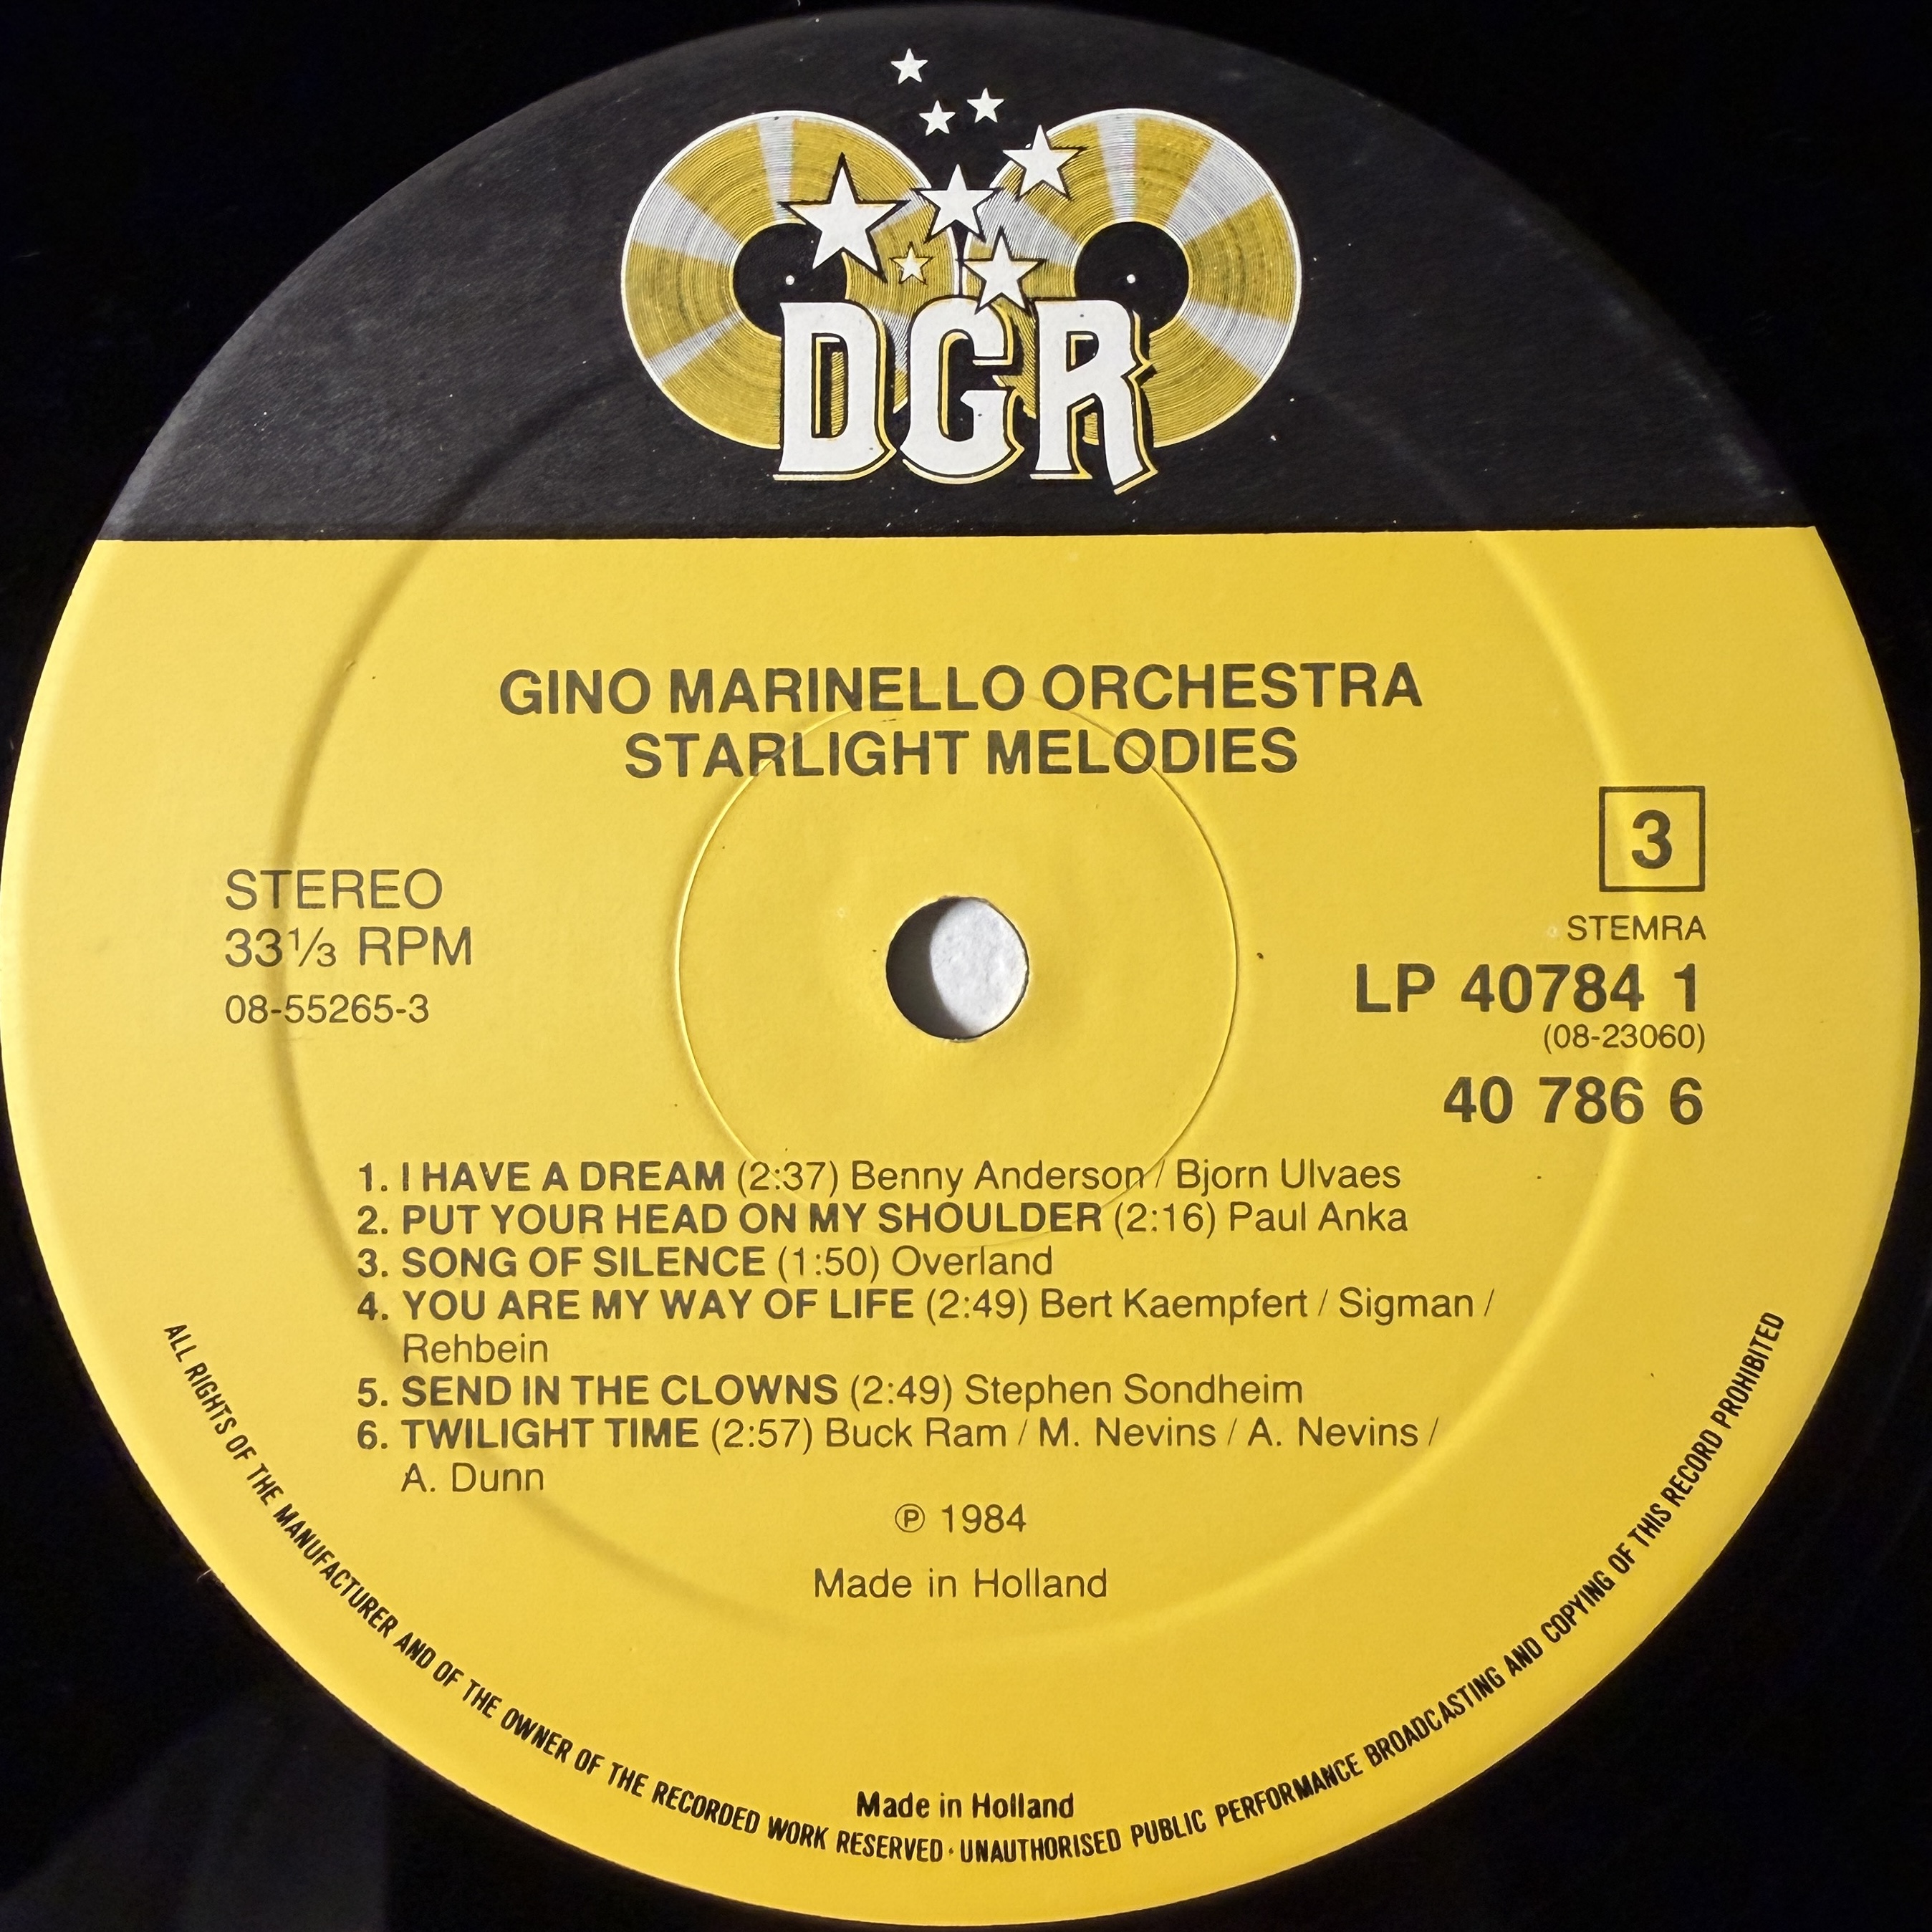 DGR
GINO MARINELLO ORCHESTRA
STARLIGHT MELODIES
3
STEREO
STEMRA
33⅓ RPM
LP 40784 1
08-55265-3
(08-23060)
40 786 6
1. I HAVE A DREAM (2:37) Benny Anderson / Bjorn Ulvaes
2. PUT YOUR HEAD ON MY SHOULDER (2:16) Paul Anka
3. SONG OF SILENCE (1:50) Overland
4. YOU ARE MY WAY OF LIFE (2:49) Bert Kaempfert / Sigman /
Rehbein
5. SEND IN THE CLOWNS (2:49) Stephen Sondheim
6. TWILIGHT TIME (2:57) Buck Ram / M. Nevins / A. Nevins /
A. Dunn
℗ 1984
Made in Holland
Made in Holland
ALL RIGHTS OF THE MANUFACTURER AND OF THE OWNER OF THE RECORDED WORK RESERVED · UNAUTHORISED PUBLIC PERFORMANCE BROADCASTING AND COPYING OF THIS RECORD PROHIBITED